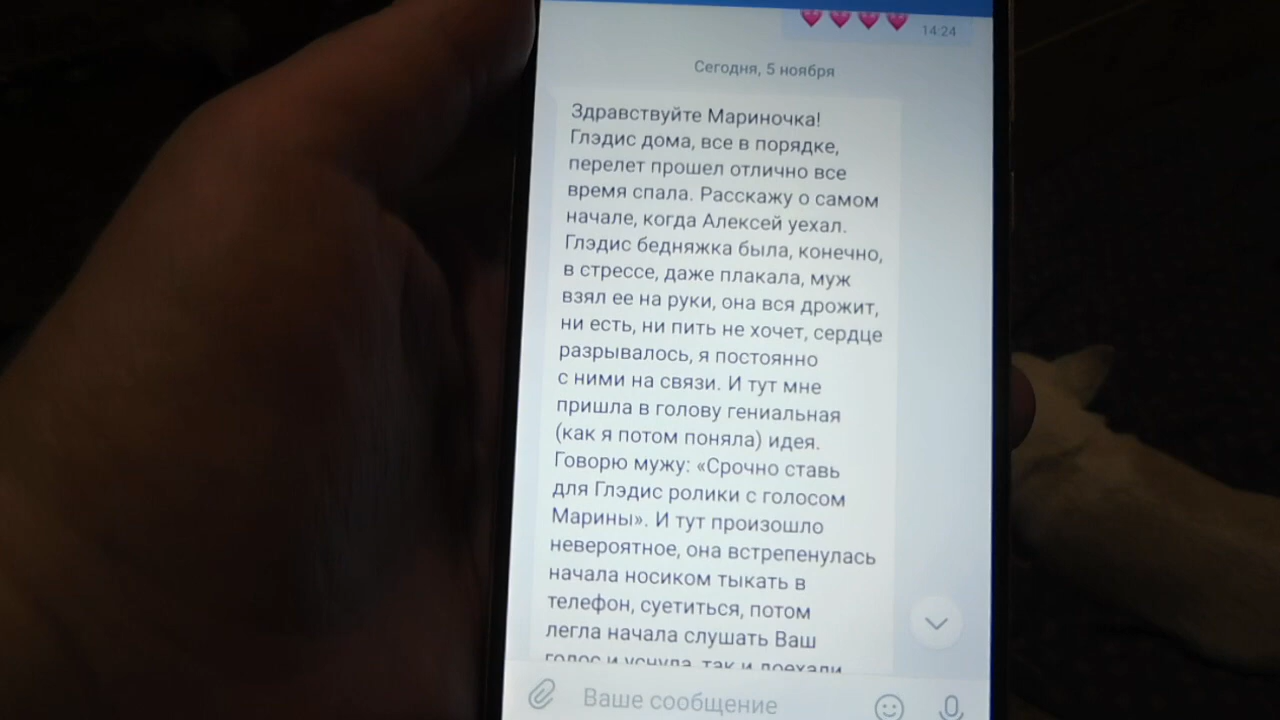 14:24
Сегодня, 5 ноября
Здравствуйте Мариночка!
Глэдис дома, все в порядке,
перелет прошел отлично все
время спала. Расскажу о самом
начале, когда Алексей уехал.
Глэдис бедняжка была, конечно,
в стрессе, даже плакала, муж
взял ее на руки, она вся дрожит,
ни есть, ни пить не хочет, сердце
разрывалось, я постоянно
с ними на связи. И тут мне
пришла в голову гениальная
(как я потом поняла) идея.
Говорю мужу: «Срочно ставь
для Глэдис ролики с голосом
Марины». И тут произошло
невероятное, она встрепенулась
начала носиком тыкать в
телефон, суетиться, потом
легла начала слушать Ваш
голос и уснула, так и доехали
Ваше сообщение